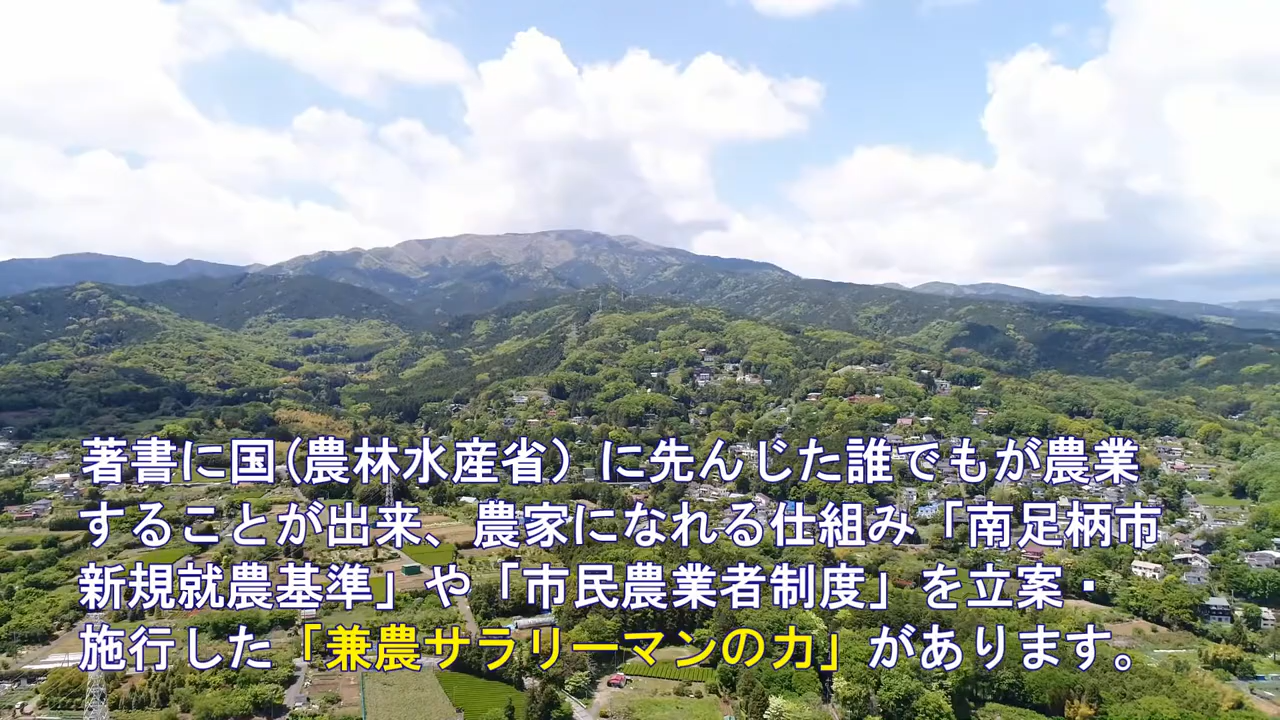 著書に国(農林水産省）に先んじた誰でもが農業
することが出来、農家になれる仕組み「南足柄市
新規就農基準」や「市民農業者制度」を立案・
施行した「兼農サラリーマンの力」があります。